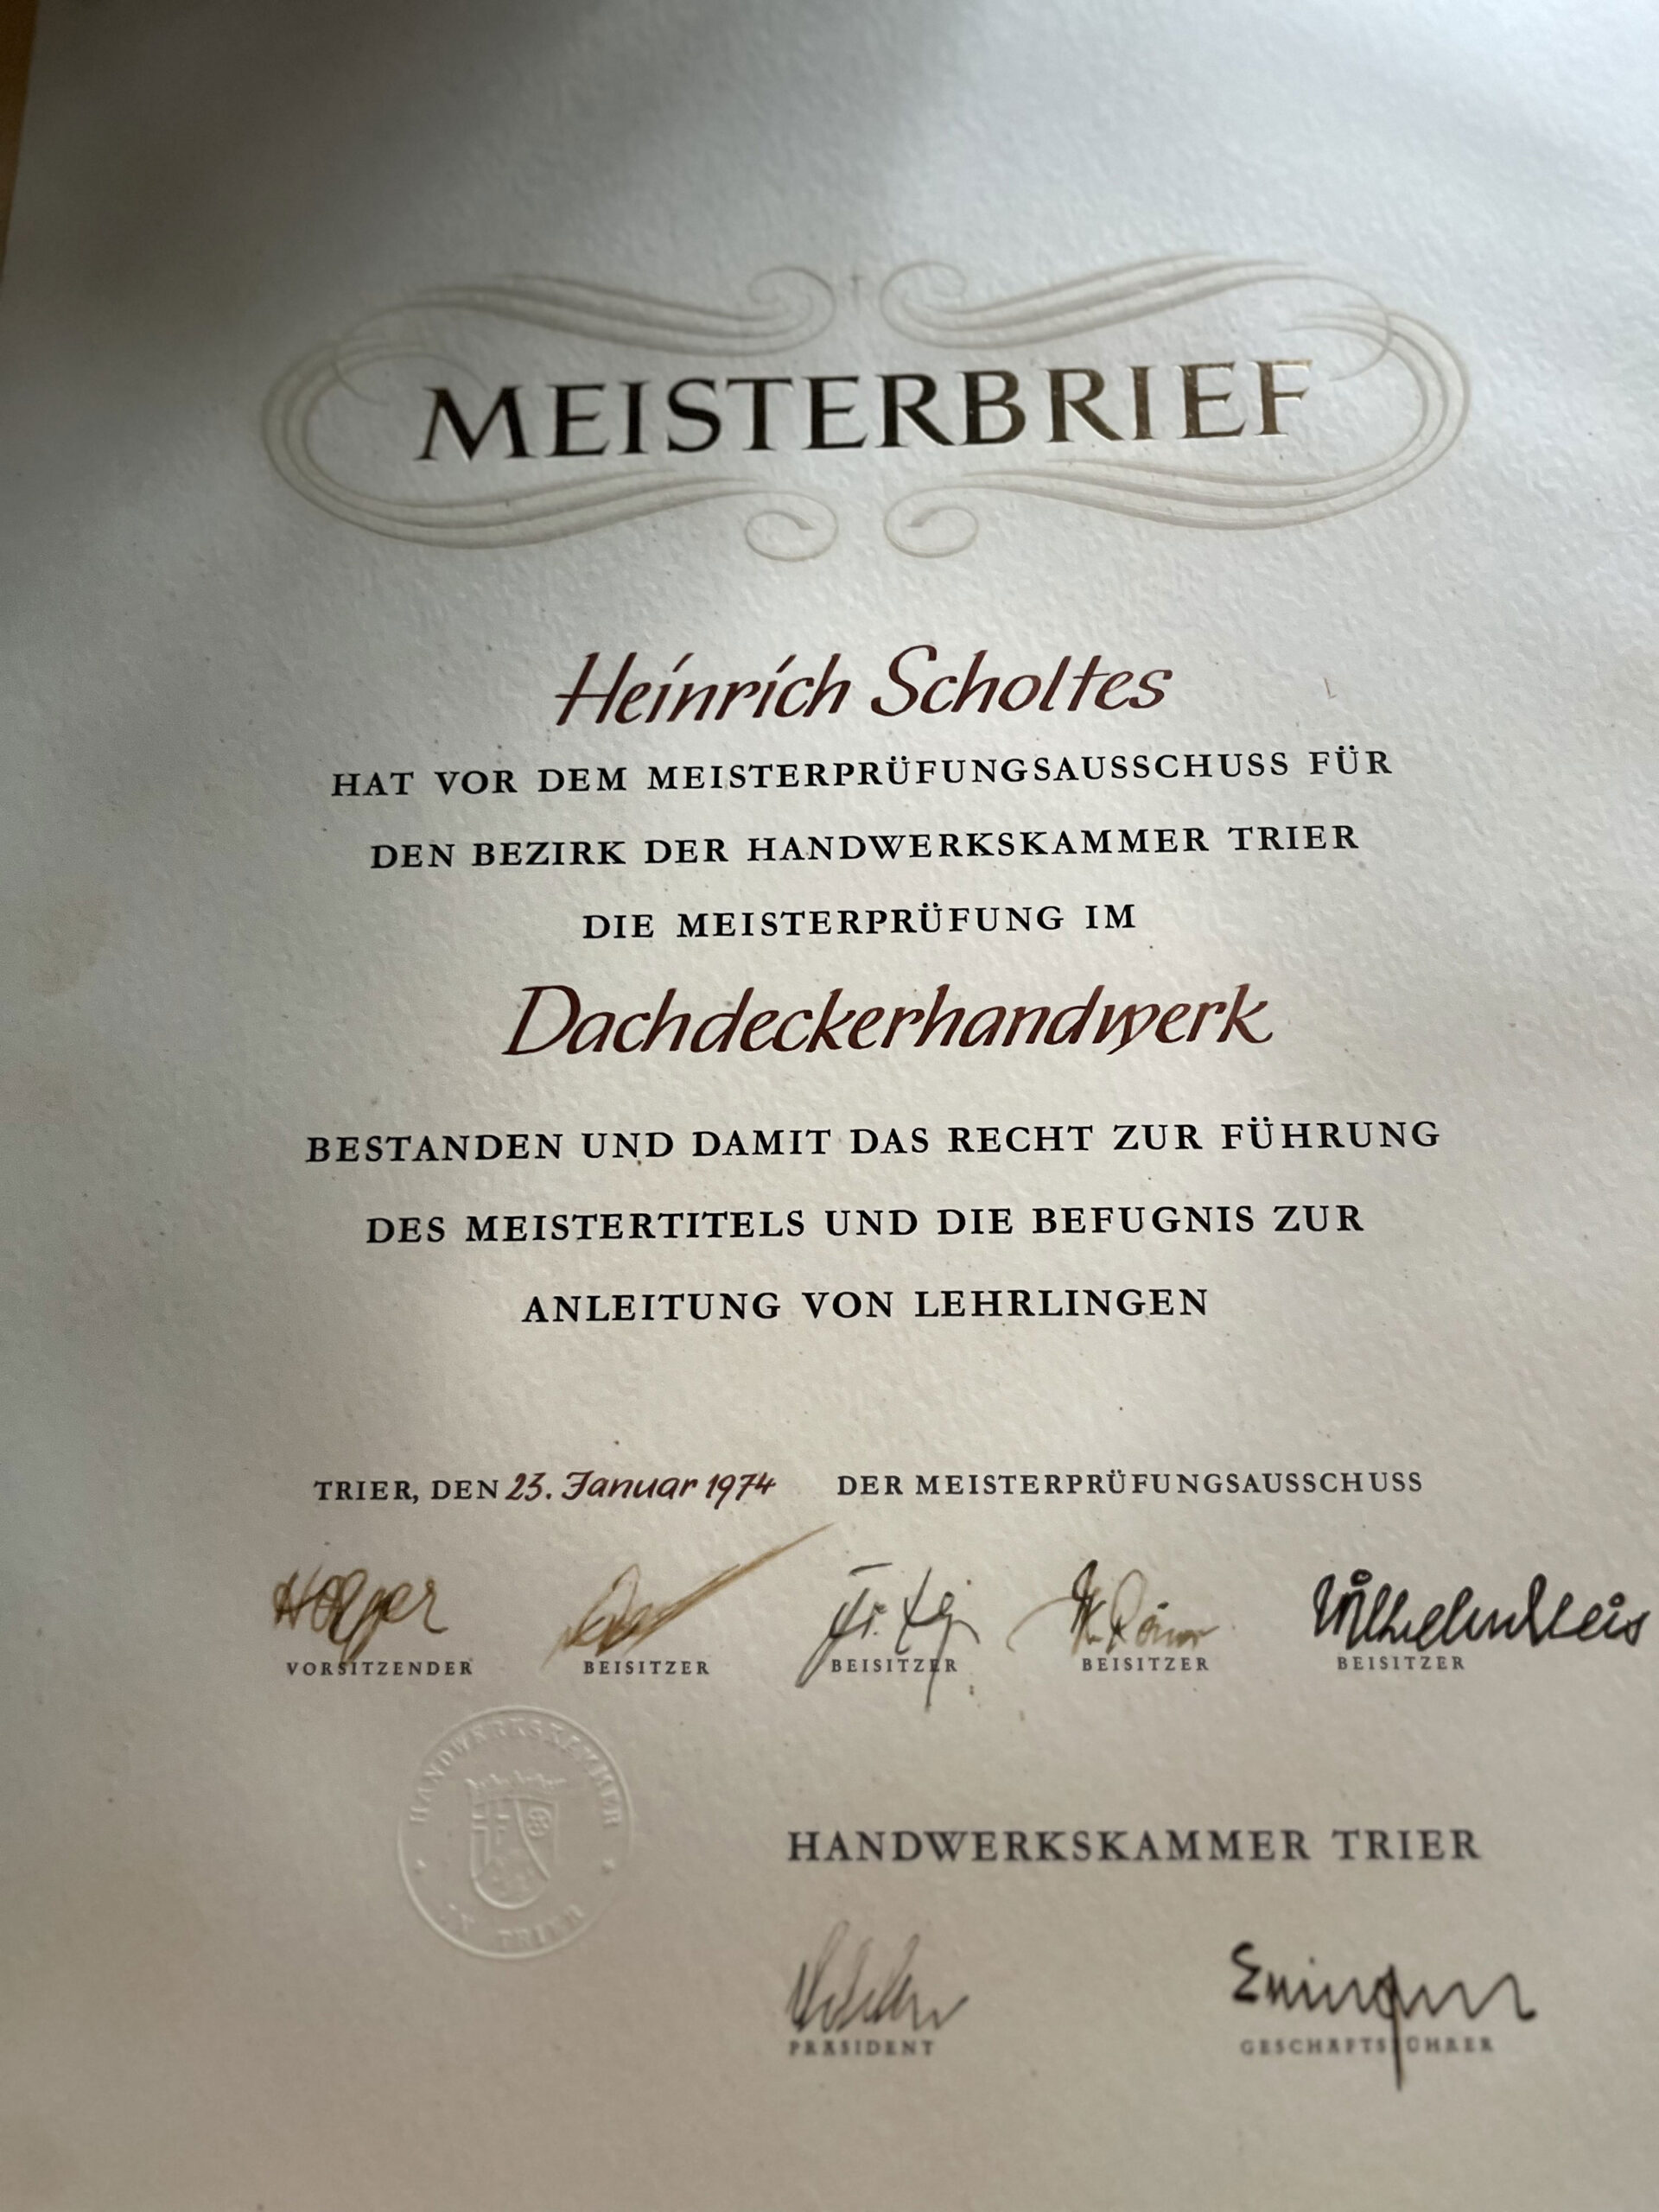 MEISTERBRIEF
Heinrich Scholtes
HAT VOR DEM MEISTERPRÜFUNGSAUSSCHUSS FÜR
DEN BEZIRK DER HANDWERKSKAMMER TRIER
DIE MEISTERPRÜFUNG IM
Dachdeckerhandwerk
BESTANDEN UND DAMIT DAS RECHT ZUR FÜHRUNG
DES MEISTERTITELS UND DIE BEFUGNIS ZUR
ANLEITUNG VON LEHRLINGEN
TRIER, DEN 23. Januar 1974 DER MEISTERPRÜFUNGSAUSSCHUSS
VORSITZENDER BEISITZER BEISITZER BEISITZER BEISITZER
HANDWERKSKAMMER
TRIER
HANDWERKSKAMMER TRIER
PRÄSIDENT GESCHÄFTSFÜHRER